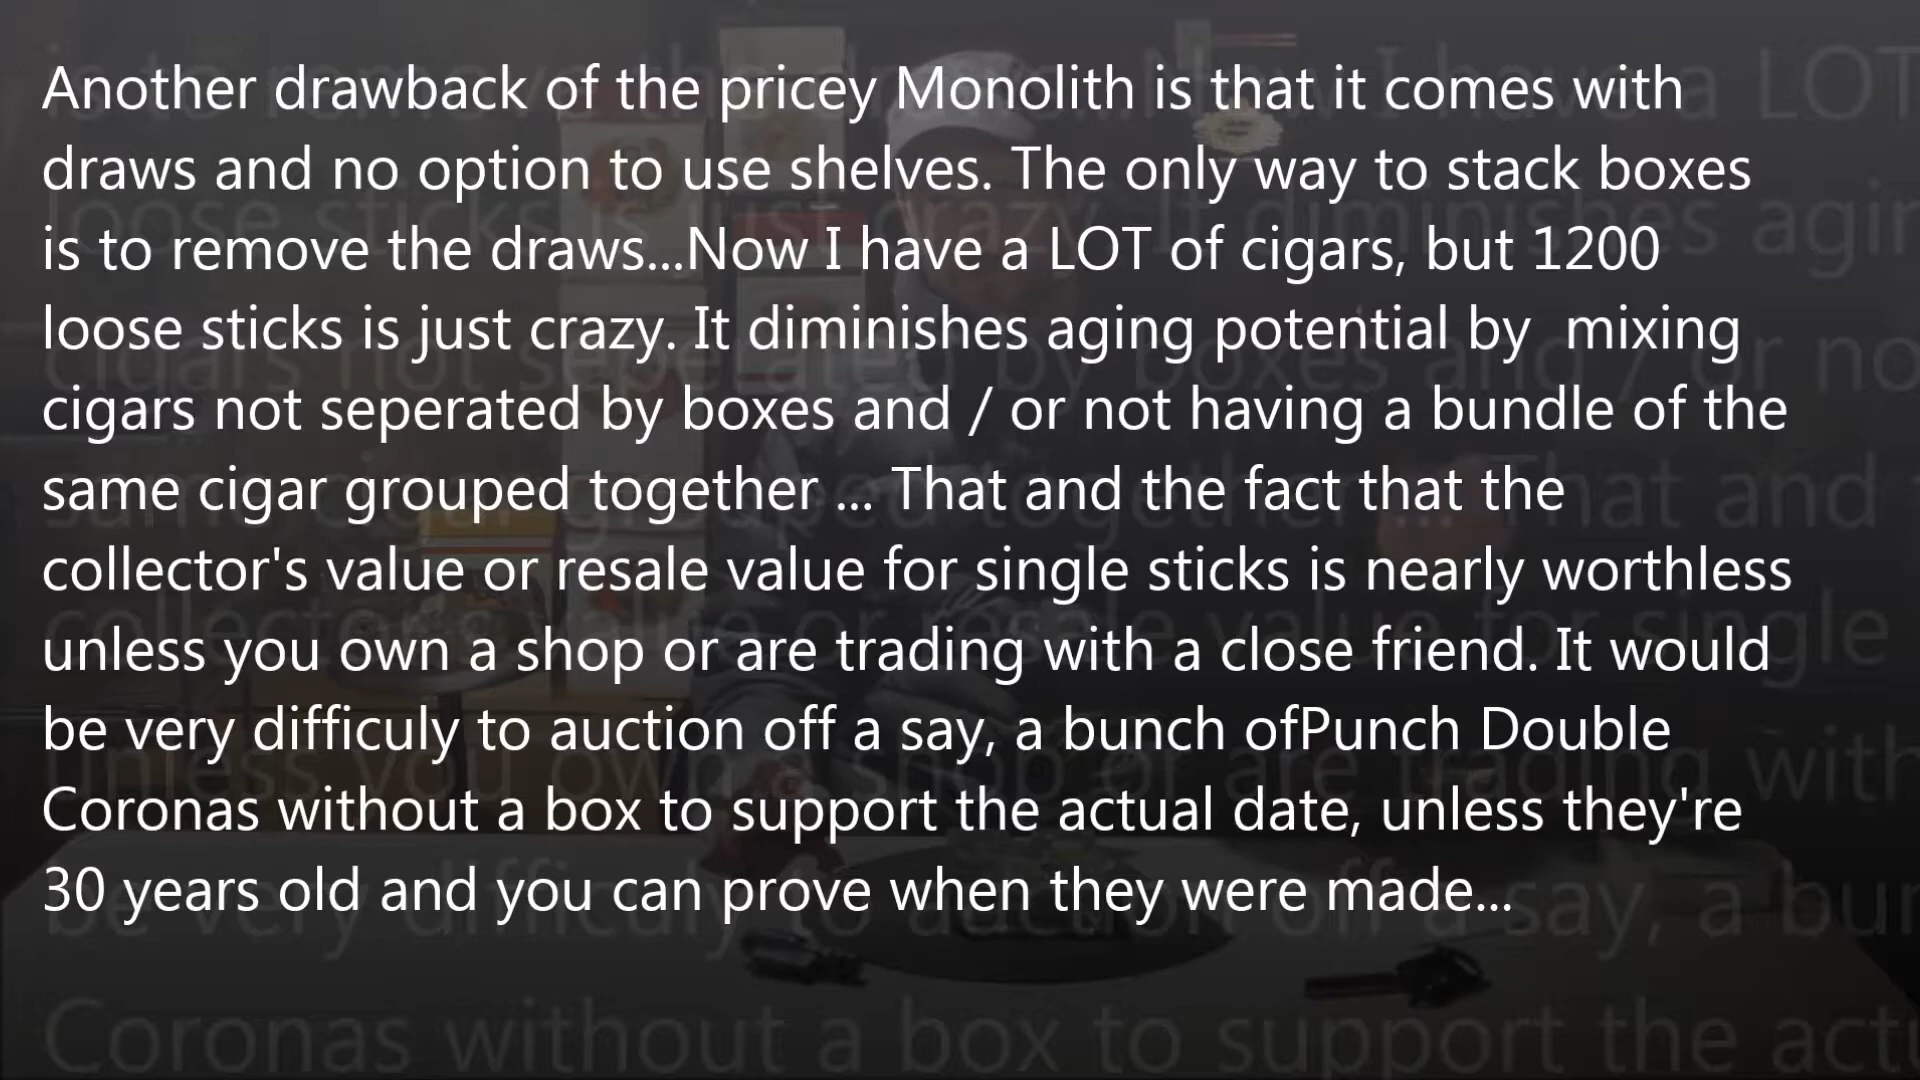 Another drawback of the pricey Monolith is that it comes with
draws and no option to use shelves. The only way to stack boxes
is to remove the draws...Now I have a LOT of cigars, but 1200
loose sticks is just crazy. It diminishes aging potential by  mixing
cigars not seperated by boxes and / or not having a bundle of the
same cigar grouped together ... That and the fact that the
collector's value or resale value for single sticks is nearly worthless
unless you own a shop or are trading with a close friend. It would
be very difficuly to auction off a say, a bunch ofPunch Double
Coronas without a box to support the actual date, unless they're
30 years old and you can prove when they were made...